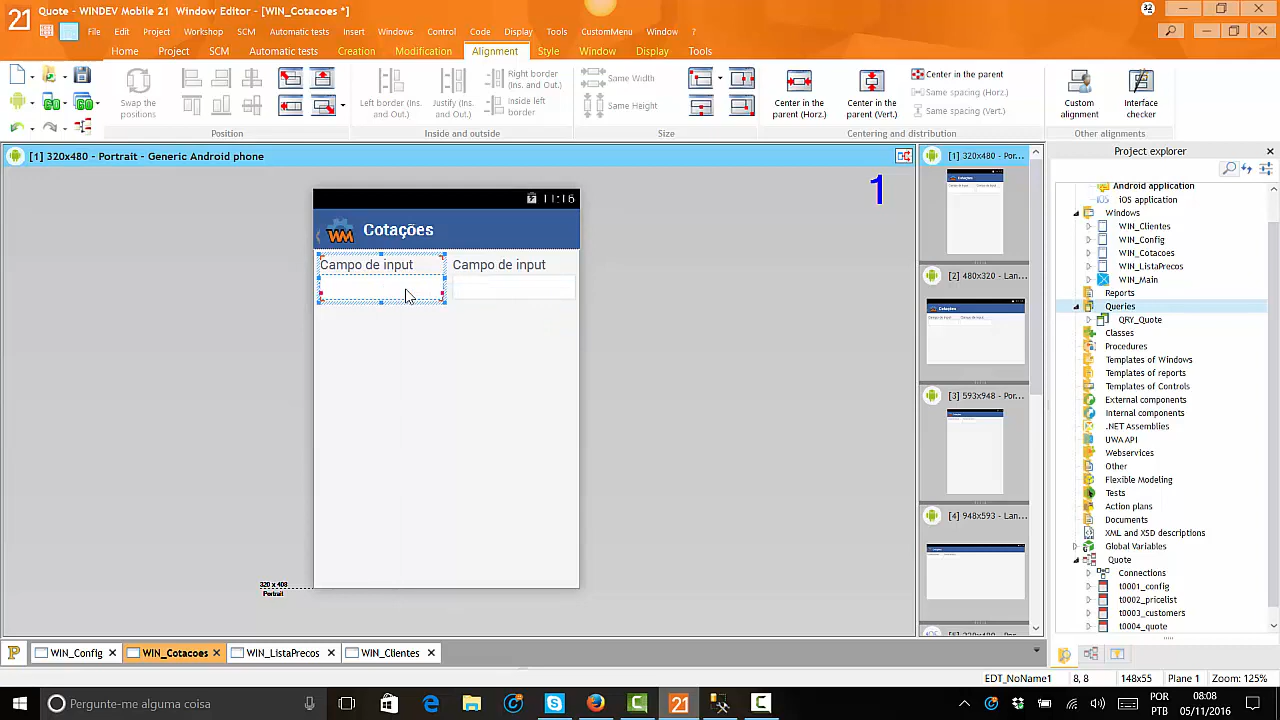 21 Quote - WINDEV Mobile 21 Window Editor - [WIN_Cotacoes *] 32
File Edit Project Workshop SCM Automatic tests Insert Windows Control Code Display Tools CustomMenu Window ?
Home Project SCM Automatic tests Creation Modification Alignment Style Window Display Tools
Swap the positions
Position
Left border (Ins. and Out.)
Justify (Ins. and Out.)
Right border (Ins. and Out.)
Inside left border
Inside and outside
Same Width
Same Height
Size
Center in the parent (Horz.)
Center in the parent (Vert.)
Center in the parent
Same spacing (Horz.)
Same spacing (Vert.)
Centering and distribution
Custom alignment
Interface checker
Other alignments
[1] 320x480 - Portrait - Generic Android phone
1
11:16
WM Cotações
Campo de input Campo de input
320 x 408
Portrait
[1] 320x480 - Por...
[2] 480x320 - Lan...
[3] 593x948 - Por...
[4] 948x593 - Lan...
Project explorer
Android application
iOS application
Windows
WIN_Clientes
WIN_Config
WIN_Cotacoes
WIN_ListaPrecos
WIN_Main
Reports
Queries
QRY_Quote
Classes
Procedures
Templates of Windows
Templates of reports
Templates of Controls
External components
Internal components
.NET Assemblies
UWA API
Webservices
Other
Flexible Modeling
Tests
Action plans
Documents
XML and XSD descriptions
Global Variables
Quote
Connections
t0001_config
t0002_pricelist
t0003_customers
t0004_quote
P WIN_Config WIN_Cotacoes WIN_ListaPrecos WIN_Clientes
EDT_NoName1 8, 8 148x55 Plane 1 Zoom: 125%
Pergunte-me alguma coisa
21
POR
PTB
08:08
05/11/2016